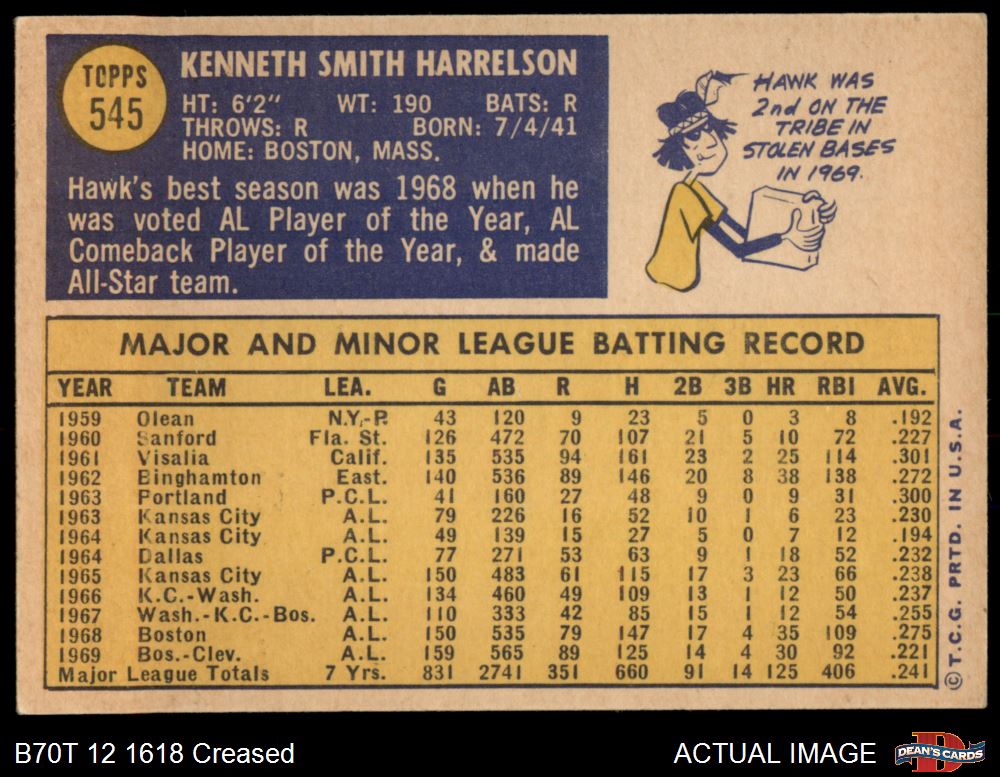 TOPPS
545
KENNETH SMITH HARRELSON
HT: 6'2" WT: 190 BATS: R
THROWS: R BORN: 7/4/41
HOME: BOSTON, MASS.
Hawk's best season was 1968 when he
was voted AL Player of the Year, AL
Comeback Player of the Year, & made
All-Star team.
HAWK WAS
2nd ON THE
TRIBE IN
STOLEN BASES
IN 1969.
MAJOR AND MINOR LEAGUE BATTING RECORD
YEAR TEAM LEA. G AB R H 2B 3B HR RBI AVG.
1959 Olean N.Y.-P. 43 120 9 23 5 0 3 8 .192
1960 Sanford Fla. St. 126 472 70 107 21 5 10 72 .227
1961 Visalia Calif. 135 535 94 161 23 2 25 114 .301
1962 Binghamton East. 140 536 89 146 20 8 38 138 .272
1963 Portland P.C.L. 41 160 27 48 9 0 9 31 .300
1963 Kansas City A.L. 79 226 16 52 10 1 6 23 .230
1964 Kansas City A.L. 49 139 15 27 5 0 7 12 .194
1964 Dallas P.C.L. 77 271 53 63 9 1 18 52 .232
1965 Kansas City A.L. 150 483 61 115 17 3 23 66 .238
1966 K.C.-Wash. A.L. 134 460 49 109 13 1 12 50 .237
1967 Wash.-K.C.-Bos. A.L. 110 333 42 85 15 1 12 54 .255
1968 Boston A.L. 150 535 79 147 17 4 35 109 .275
1969 Bos.-Clev. A.L. 159 565 89 125 14 4 30 92 .221
Major League Totals 7 Yrs. 831 2741 351 660 91 14 125 406 .241
©T.C.G. PRTD. IN U.S.A.
B70T 12 1618 Creased
ACTUAL IMAGE
DEAN'S CARDS